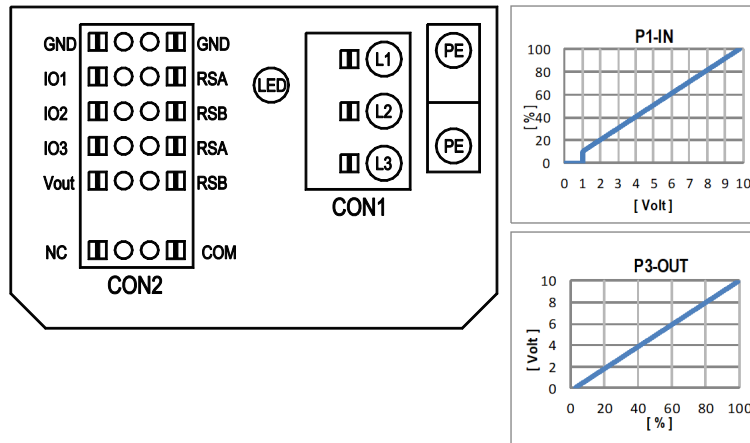 GND GND
IO1 RSA
IO2 RSB
IO3 RSA
Vout RSB
NC COM
CON2
LED
L1
L2
L3
CON1
PE
PE
P1-IN
100
80
60
40
20
0
[ % ]
0 1 2 3 4 5 6 7 8 9 10
[ Volt ]
P3-OUT
10
8
6
4
2
0
[ Volt ]
0 20 40 60 80 100
[ % ]